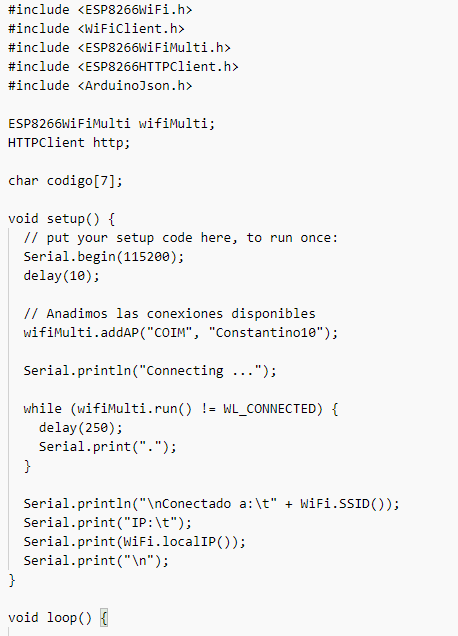 #include <ESP8266WiFi.h>
#include <WiFiClient.h>
#include <ESP8266WiFiMulti.h>
#include <ESP8266HTTPClient.h>
#include <ArduinoJson.h>

ESP8266WiFiMulti wifiMulti;
HTTPClient http;

char codigo[7];

void setup() {
  // put your setup code here, to run once:
  Serial.begin(115200);
  delay(10);

  // Anadimos las conexiones disponibles
  wifiMulti.addAP("COIM", "Constantino10");

  Serial.println("Connecting ...");

  while (wifiMulti.run() != WL_CONNECTED) {
    delay(250);
    Serial.print(".");
  }

  Serial.println("\nConectado a:\t" + WiFi.SSID());
  Serial.print("IP:\t");
  Serial.print(WiFi.localIP());
  Serial.print("\n");
}

void loop() {